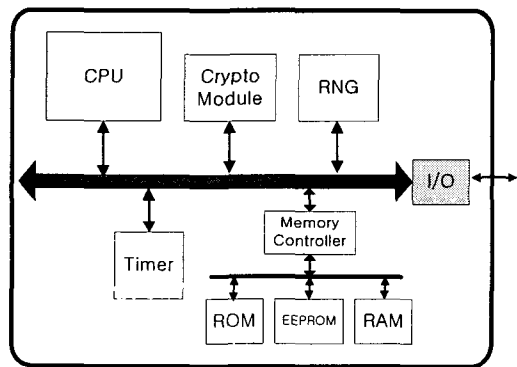 CPU
Crypto
Module
RNG
I/O
Memory
Controller
Timer
ROM
EEPROM
RAM